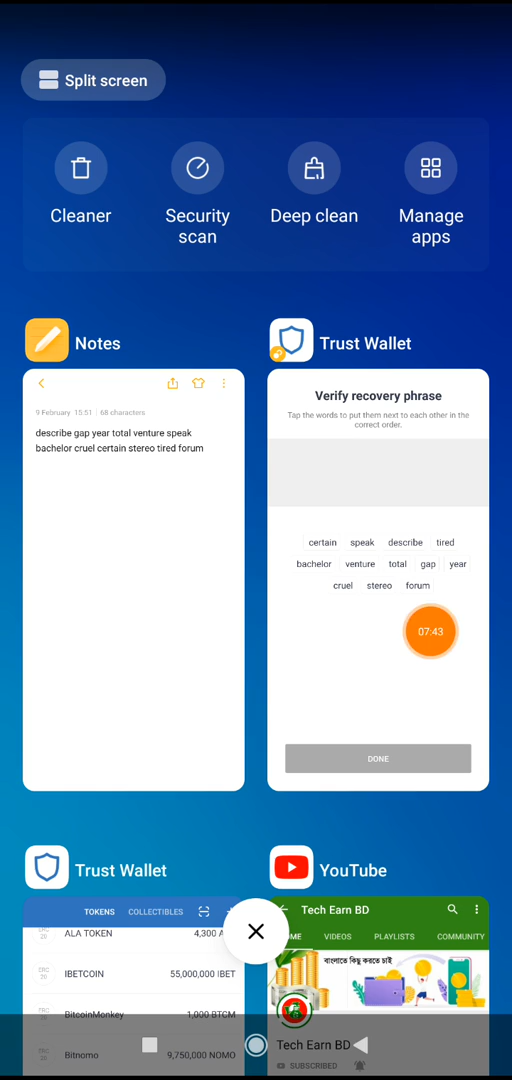 Split screen
Cleaner
Security scan
Deep clean
Manage apps
Notes
Trust Wallet
9 February 15:51 | 68 characters
describe gap year total venture speak
bachelor cruel certain stereo tired forum
Verify recovery phrase
Tap the words to put them next to each other in the
correct order.
certain speak describe tired
bachelor venture total gap year
cruel stereo forum
07:43
DONE
Trust Wallet
YouTube
TOKENS COLLECTIBLES
ALA TOKEN 4,300
IBETCOIN 55,000,000 IBET
BitcoinMonkey 1,000 BTCM
Bitnomo 9,750,000 NOMO
Tech Earn BD
VIDEOS PLAYLISTS COMMUNITY
বাংলাতে কিছু করতে চাই
Tech Earn BD
SUBSCRIBED